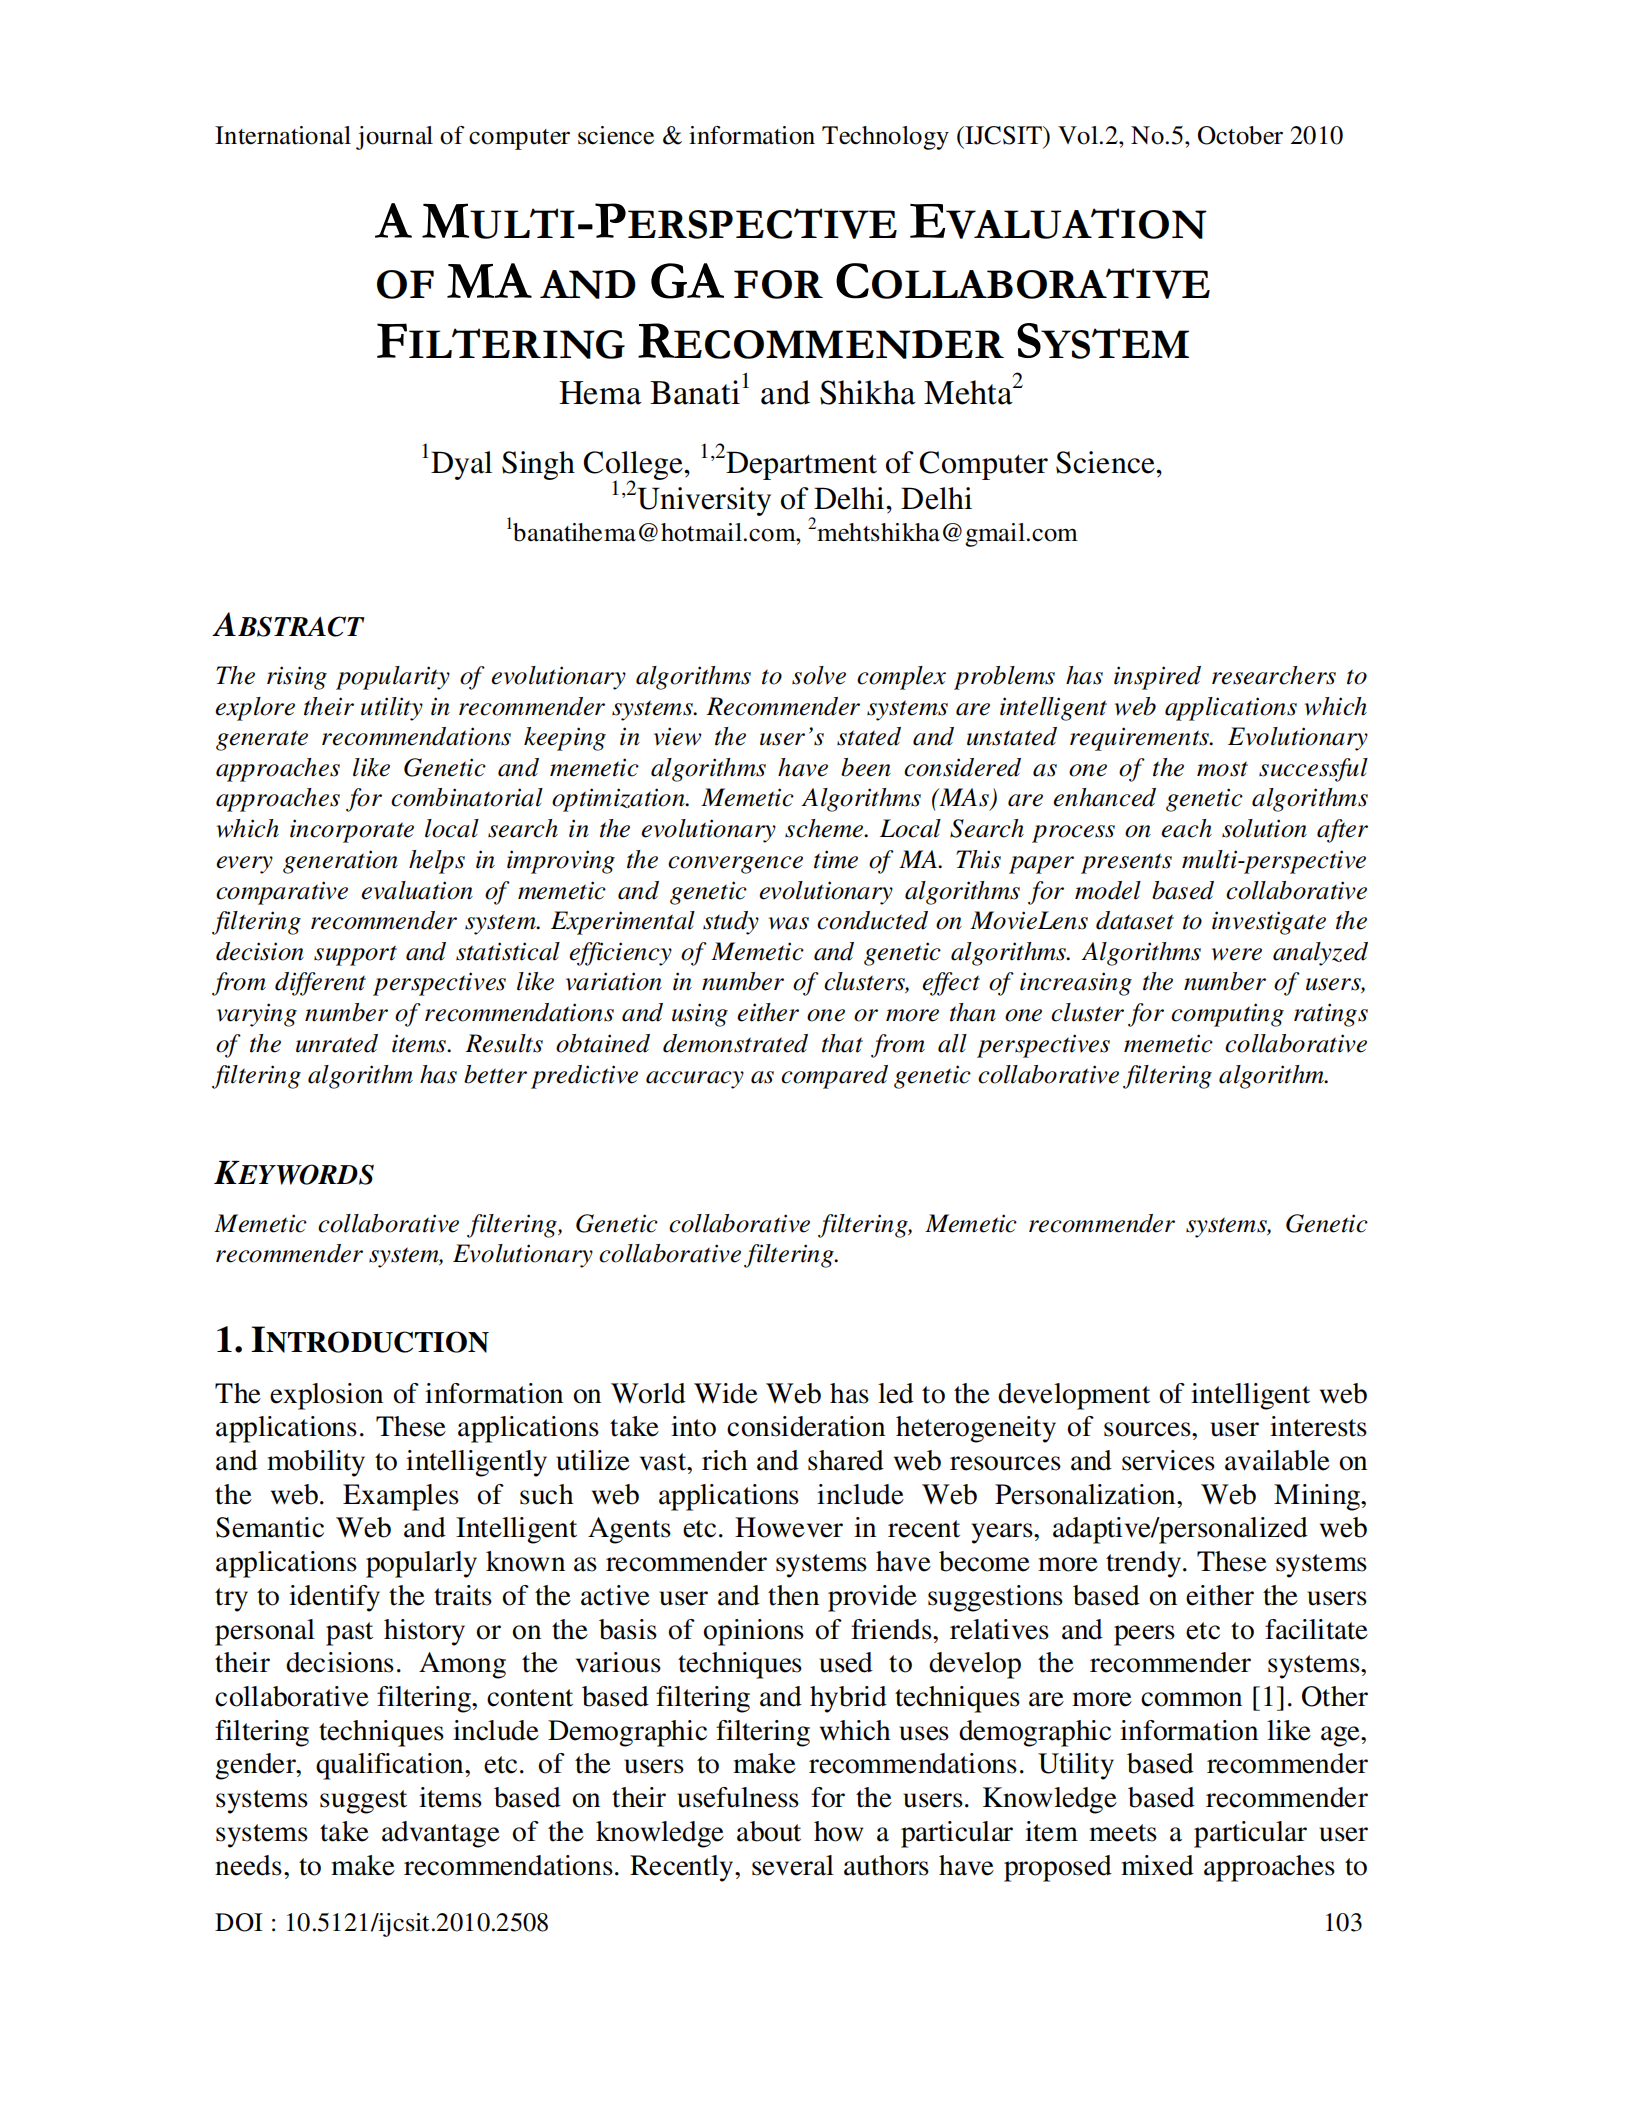 International journal of computer science & information Technology (IJCSIT) Vol.2, No.5, October 2010
A MULTI-PERSPECTIVE EVALUATION
OF MA AND GA FOR COLLABORATIVE
FILTERING RECOMMENDER SYSTEM
Hema Banati1 and Shikha Mehta2
1Dyal Singh College, 1,2Department of Computer Science,
1,2University of Delhi, Delhi
1banatihema@hotmail.com, 2mehtshikha@gmail.com
ABSTRACT
The rising popularity of evolutionary algorithms to solve complex problems has inspired researchers to
explore their utility in recommender systems. Recommender systems are intelligent web applications which
generate recommendations keeping in view the user's stated and unstated requirements. Evolutionary
approaches like Genetic and memetic algorithms have been considered as one of the most successful
approaches for combinatorial optimization. Memetic Algorithms (MAs) are enhanced genetic algorithms
which incorporate local search in the evolutionary scheme. Local Search process on each solution after
every generation helps in improving the convergence time of MA. This paper presents multi-perspective
comparative evaluation of memetic and genetic evolutionary algorithms for model based collaborative
filtering recommender system. Experimental study was conducted on MovieLens dataset to investigate the
decision support and statistical efficiency of Memetic and genetic algorithms. Algorithms were analyzed
from different perspectives like variation in number of clusters, effect of increasing the number of users,
varying number of recommendations and using either one or more than one cluster for computing ratings
of the unrated items. Results obtained demonstrated that from all perspectives memetic collaborative
filtering algorithm has better predictive accuracy as compared genetic collaborative filtering algorithm.
KEYWORDS
Memetic collaborative filtering, Genetic collaborative filtering, Memetic recommender systems, Genetic
recommender system, Evolutionary collaborative filtering.
1. INTRODUCTION
The explosion of information on World Wide Web has led to the development of intelligent web
applications. These applications take into consideration heterogeneity of sources, user interests
and mobility to intelligently utilize vast, rich and shared web resources and services available on
the web. Examples of such web applications include Web Personalization, Web Mining,
Semantic Web and Intelligent Agents etc. However in recent years, adaptive/personalized web
applications popularly known as recommender systems have become more trendy. These systems
try to identify the traits of the active user and then provide suggestions based on either the users
personal past history or on the basis of opinions of friends, relatives and peers etc to facilitate
their decisions. Among the various techniques used to develop the recommender systems,
collaborative filtering, content based filtering and hybrid techniques are more common [1]. Other
filtering techniques include Demographic filtering which uses demographic information like age,
gender, qualification, etc. of the users to make recommendations. Utility based recommender
systems suggest items based on their usefulness for the users. Knowledge based recommender
systems take advantage of the knowledge about how a particular item meets a particular user
needs, to make recommendations. Recently, several authors have proposed mixed approaches to
DOI : 10.5121/ijcsit.2010.2508 103